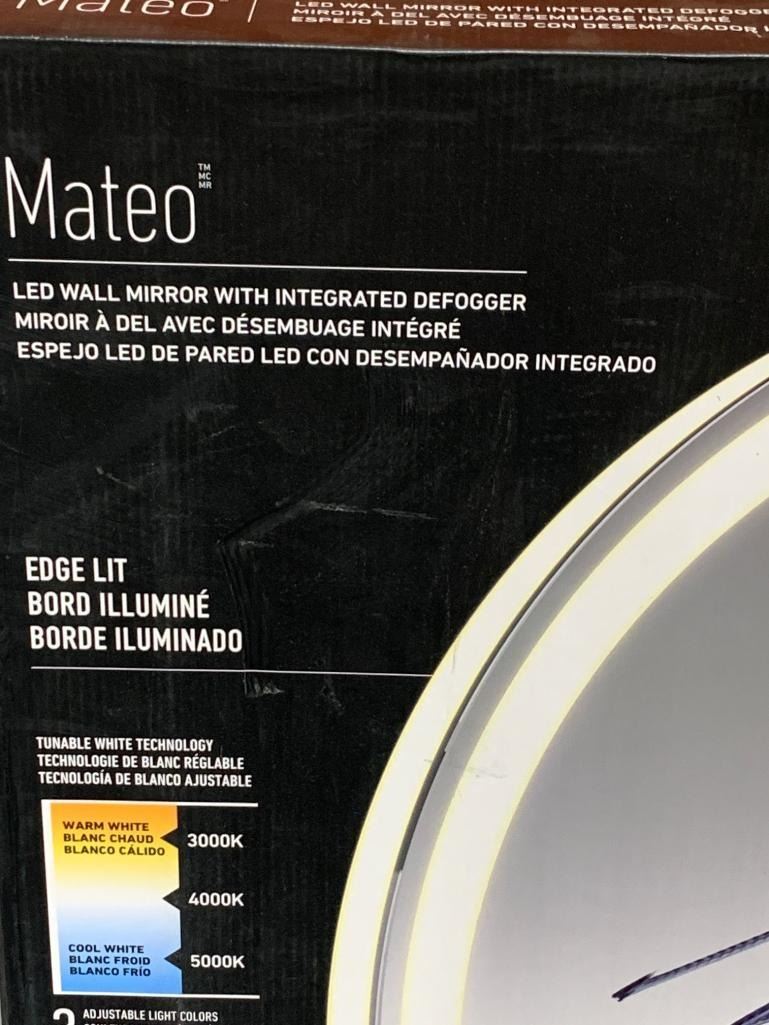 Mateo
LED WALL MIRROR WITH INTEGRATED DEFOGGER
MIROIR À DEL AVEC DÉSEMBUAGE INTÉGRÉ
ESPEJO LED DE PARED CON DESEMPAÑADOR
Mateo TM
MC
MR
LED WALL MIRROR WITH INTEGRATED DEFOGGER
MIROIR À DEL AVEC DÉSEMBUAGE INTÉGRÉ
ESPEJO LED DE PARED LED CON DESEMPAÑADOR INTEGRADO
EDGE LIT
BORD ILLUMINÉ
BORDE ILUMINADO
TUNABLE WHITE TECHNOLOGY
TECHNOLOGIE DE BLANC RÉGLABLE
TECNOLOGÍA DE BLANCO AJUSTABLE
WARM WHITE
BLANC CHAUD
BLANCO CÁLIDO
3000K
4000K
COOL WHITE
BLANC FROID
BLANCO FRÍO
5000K
ADJUSTABLE LIGHT COLORS